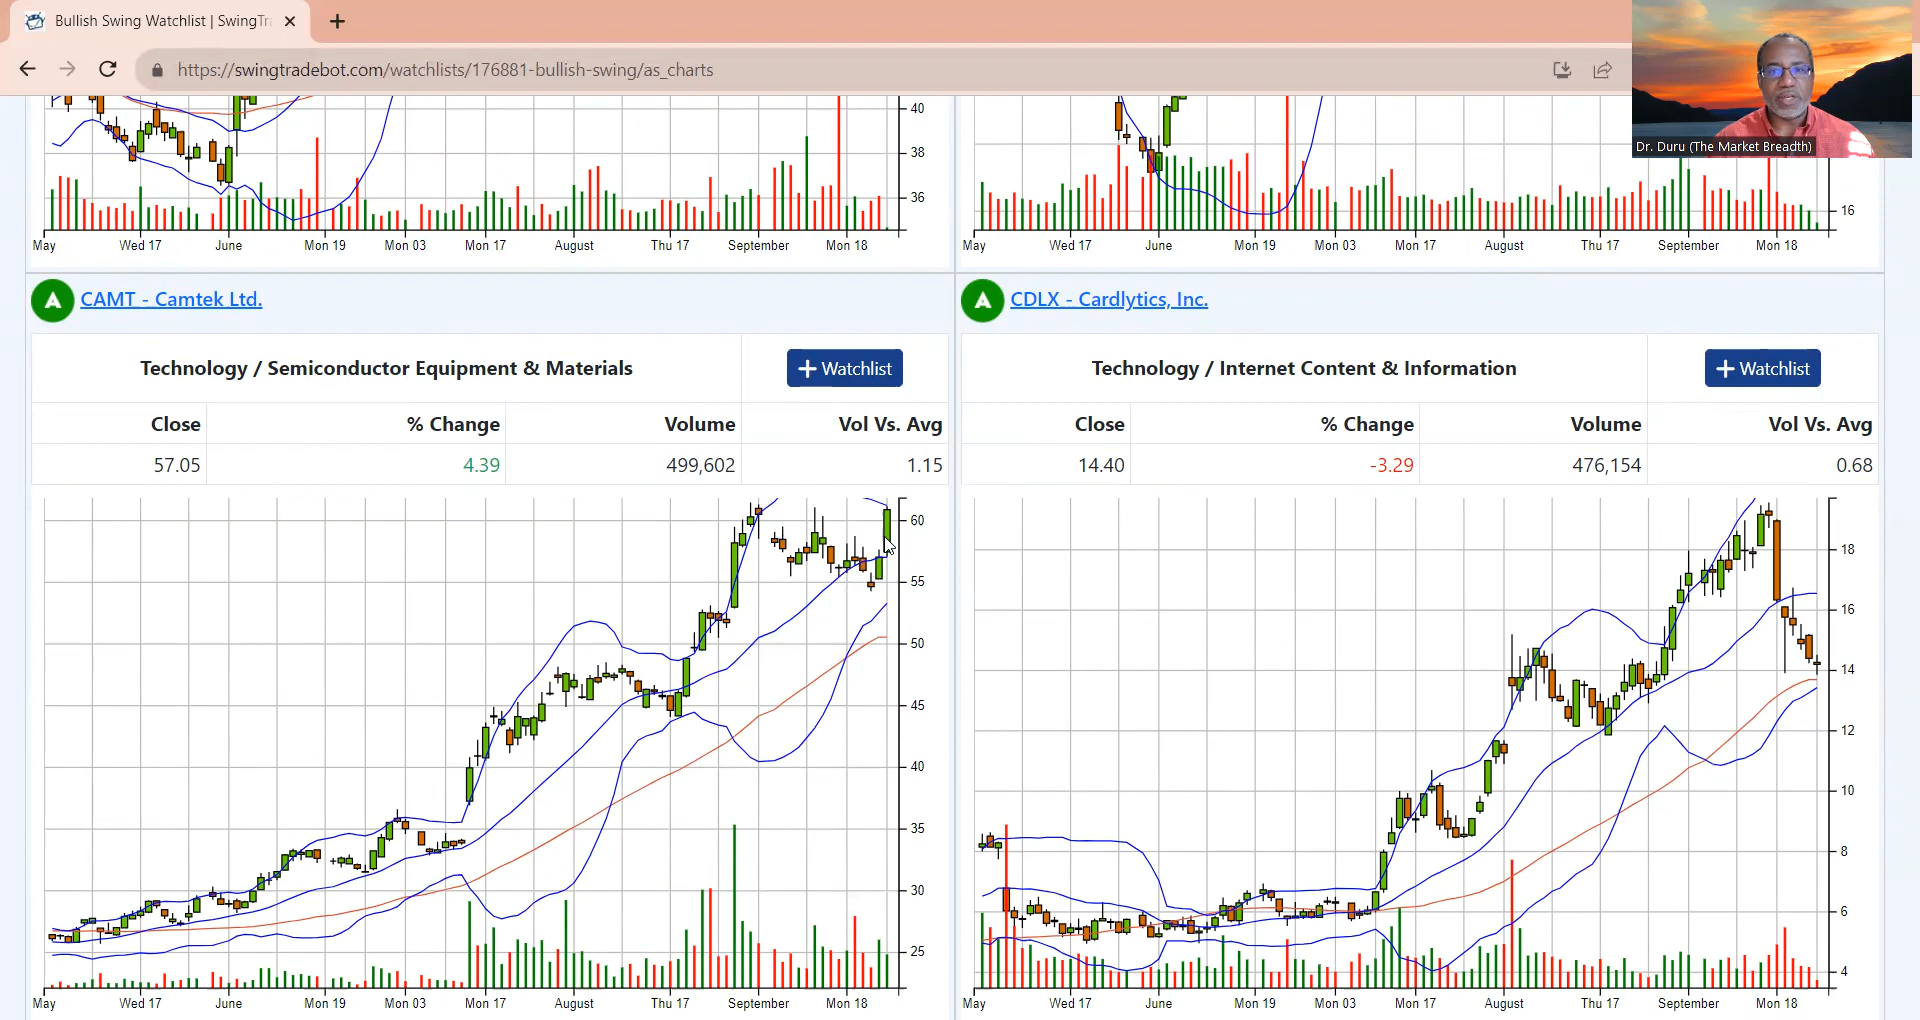 Bullish Swing Watchlist | SwingTr
https://swingtradebot.com/watchlists/176881-bullish-swing/as_charts
Dr. Duru (The Market Breadth)
40
38
36
May Wed 17 June Mon 19 Mon 03 Mon 17 August Thu 17 September Mon 18
16
May Wed 17 June Mon 19 Mon 03 Mon 17 August Thu 17 September Mon 18
A CAMT - Camtek Ltd.
Technology / Semiconductor Equipment & Materials
+ Watchlist
Close % Change Volume Vol Vs. Avg
57.05 4.39 499,602 1.15
60
55
50
45
40
35
30
25
May Wed 17 June Mon 19 Mon 03 Mon 17 August Thu 17 September Mon 18
A CDLX - Cardlytics, Inc.
Technology / Internet Content & Information
+ Watchlist
Close % Change Volume Vol Vs. Avg
14.40 -3.29 476,154 0.68
18
16
14
12
10
8
6
4
May Wed 17 June Mon 19 Mon 03 Mon 17 August Thu 17 September Mon 18